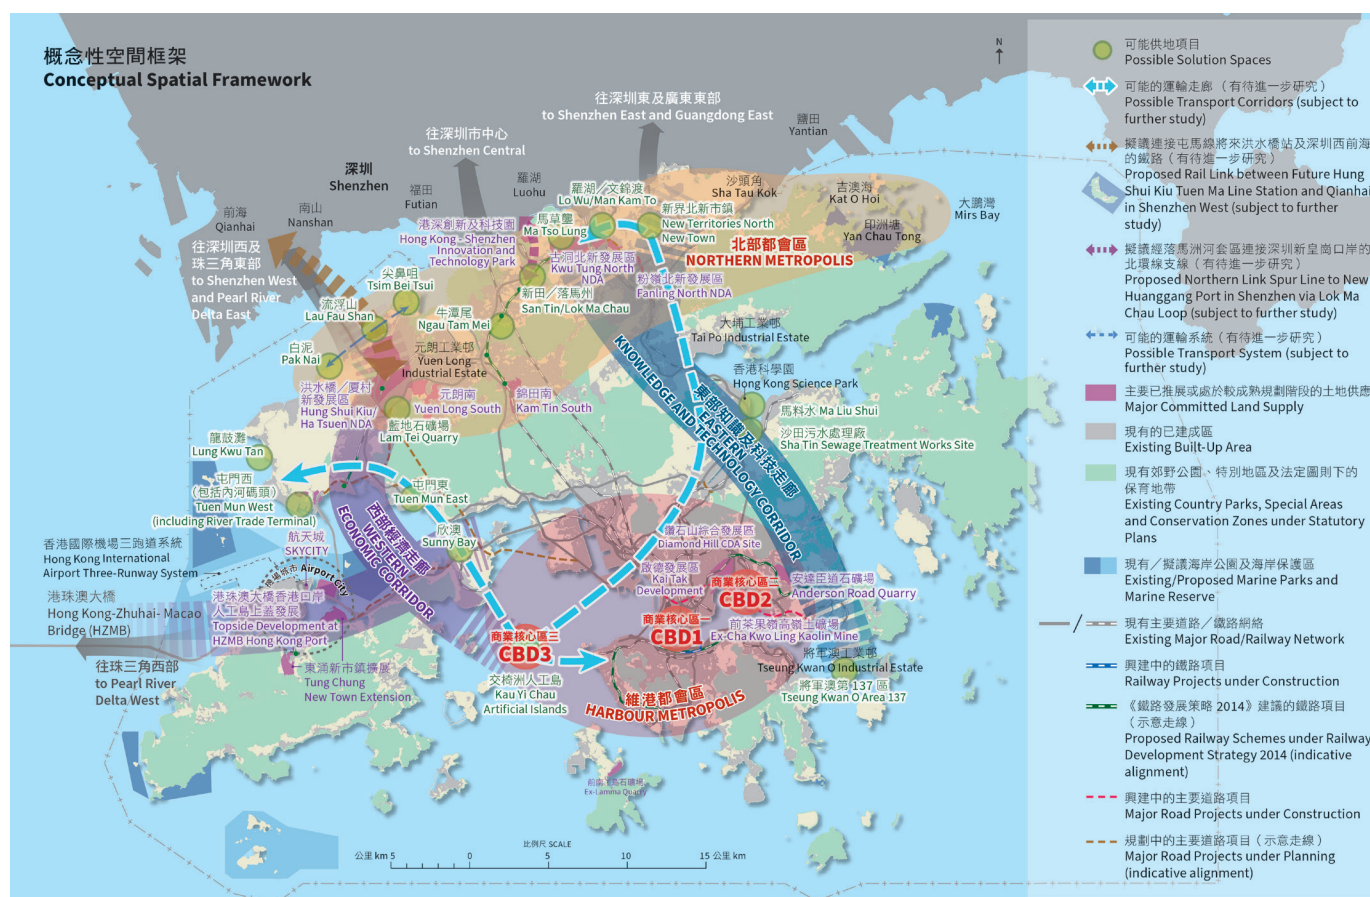 概念性空間框架
Conceptual Spatial Framework
N
往深圳東及廣東東部
to Shenzhen East and Guangdong East
鹽田
Yantian
往深圳市中心
to Shenzhen Central
深圳
Shenzhen
福田
Futian
羅湖
Luohu
羅湖／文錦渡
Lo Wu/Man Kam To
沙頭角
Sha Tau Kok
吉澳海
Kat O Hoi
大鵬灣
Mirs Bay
印洲塘
Yan Chau Tong
前海
Qianhai
南山
Nanshan
往深圳西及
珠三角東部
to Shenzhen West
and Pearl River
Delta East
港深創新及科技園
Hong Kong - Shenzhen
Innovation and
Technology Park
馬草壟
Ma Tso Lung
新界北新市鎮
New Territories North
New Town
北部都會區
NORTHERN METROPOLIS
古洞北新發展區
Kwu Tung North
NDA
粉嶺北新發展區
Fanling North NDA
尖鼻咀
Tsim Bei Tsui
新田／落馬州
San Tin/Lok Ma Chau
流浮山
Lau Fau Shan
牛潭尾
Ngau Tam Mei
大埔工業邨
Tai Po Industrial Estate
白泥
Pak Nai
元朗工業邨
Yuen Long
Industrial Estate
香港科學園
Hong Kong Science Park
洪水橋／厦村
新發展區
Hung Shui Kiu/
Ha Tsuen NDA
元朗南
Yuen Long South
錦田南
Kam Tin South
藍地石礦場
Lam Tei Quarry
馬料水 Ma Liu Shui
沙田污水處理廠
Sha Tin Sewage Treatment Works Site
東部知識及科技走廊
EASTERN
KNOWLEDGE AND TECHNOLOGY CORRIDOR
龍鼓灘
Lung Kwu Tan
屯門西
（包括內河碼頭）
Tuen Mun West
(including River Trade Terminal)
屯門東
Tuen Mun East
欣澳
Sunny Bay
西部經濟走廊
WESTERN
ECONOMIC CORRIDOR
航天城
SKYCITY
香港國際機場三跑道系統
Hong Kong International
Airport Three-Runway System
機場城市 Airport City
港珠澳大橋
Hong Kong-Zhuhai- Macao
Bridge (HZMB)
港珠澳大橋香港口岸
人工島上蓋發展
Topside Development at
HZMB Hong Kong Port
往珠三角西部
to Pearl River
Delta West
東涌新市鎮擴展
Tung Chung
New Town Extension
鑽石山綜合發展區
Diamond Hill CDA Site
啟德發展區
Kai Tak
Development
商業核心區二
CBD2
安達臣道石礦場
Anderson Road Quarry
商業核心區一
CBD1
前茶果嶺高嶺土礦場
Ex-Cha Kwo Ling Kaolin Mine
商業核心區三
CBD3
將軍澳工業邨
Tseung Kwan O Industrial Estate
交椅洲人工島
Kau Yi Chau
Artificial Islands
維港都會區
HARBOUR METROPOLIS
將軍澳第 137 區
Tseung Kwan O Area 137
前南丫島石礦場
Ex-Lamma Quarry
比例尺 SCALE
公里 km 5 0 5 10 15 公里 km
可能供地項目
Possible Solution Spaces
可能的運輸走廊（有待進一步研究）
Possible Transport Corridors (subject to
further study)
擬議連接屯馬線將來洪水橋站及深圳西前海
的鐵路（有待進一步研究）
Proposed Rail Link between Future Hung
Shui Kiu Tuen Ma Line Station and Qianhai
in Shenzhen West (subject to further
study)
擬議經落馬洲河套區連接深圳新皇崗口岸的
北環線支線（有待進一步研究）
Proposed Northern Link Spur Line to New
Huanggang Port in Shenzhen via Lok Ma
Chau Loop (subject to further study)
可能的運輸系統（有待進一步研究）
Possible Transport System (subject to
further study)
主要已推展或處於較成熟規劃階段的土地供應
Major Committed Land Supply
現有的已建成區
Existing Built-Up Area
現有郊野公園、特別地區及法定圖則下的
保育地帶
Existing Country Parks, Special Areas
and Conservation Zones under Statutory
Plans
現有／擬議海岸公園及海岸保護區
Existing/Proposed Marine Parks and
Marine Reserve
現有主要道路／鐵路網絡
Existing Major Road/Railway Network
興建中的鐵路項目
Railway Projects under Construction
《鐵路發展策略 2014》建議的鐵路項目
（示意走線）
Proposed Railway Schemes under Railway
Development Strategy 2014 (indicative
alignment)
興建中的主要道路項目
Major Road Projects under Construction
規劃中的主要道路項目（示意走線）
Major Road Projects under Planning
(indicative alignment)